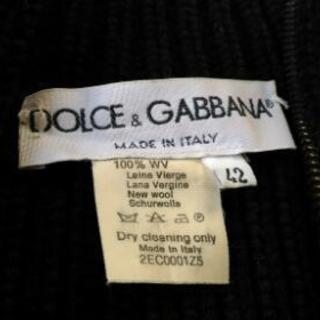 DOLCE & GABBANA®
MADE IN ITALY
42
100% WV
Leine Vierge
Lana Vergine
New wool
Schurwolle
A
Dry cleaning only
Made in Italy
2EC0001Z5